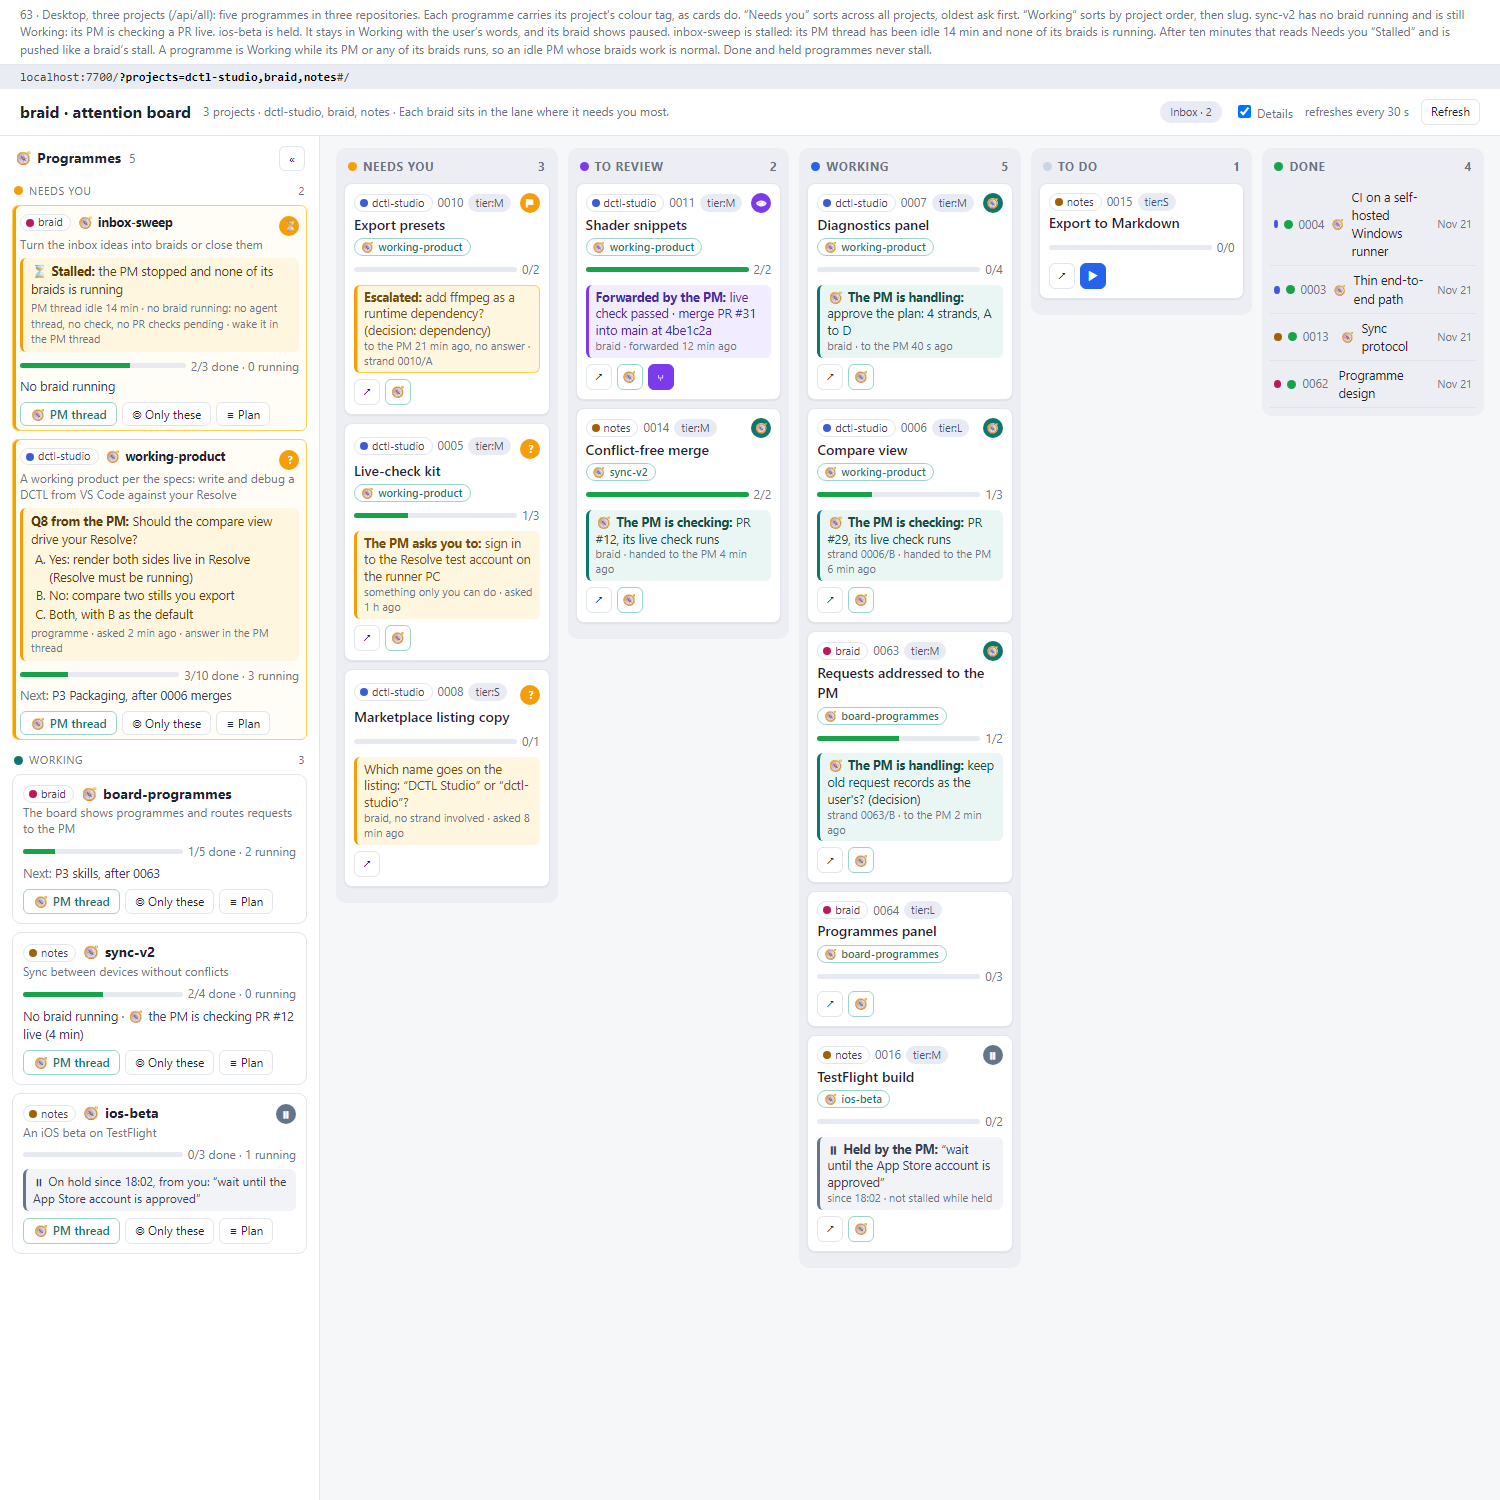 63 · Desktop, three projects (/api/all): five programmes in three repositories. Each programme carries its project's colour tag, as cards do. "Needs you" sorts across all projects, oldest ask first. "Working" sorts by project order, then slug. sync-v2 has no braid running and is still
Working: its PM is checking a PR live. ios-beta is held. It stays in Working with the user's words, and its braid shows paused. inbox-sweep is stalled: its PM thread has been idle 14 min and none of its braids is running. After ten minutes that reads Needs you "Stalled" and is
pushed like a braid's stall. A programme is Working while its PM or any of its braids runs, so an idle PM whose braids work is normal. Done and held programmes never stall.
localhost:7700/?projects=dctl-studio,braid,notes#/
braid · attention board 3 projects · dctl-studio, braid, notes · Each braid sits in the lane where it needs you most. Inbox · 2 Details refreshes every 30 s Refresh
Programmes 5 «
NEEDS YOU 2
braid inbox-sweep
Turn the inbox ideas into braids or close them
Stalled: the PM stopped and none of its
braids is running
PM thread idle 14 min · no braid running: no agent
thread, no check, no PR checks pending · wake it in
the PM thread
2/3 done · 0 running
No braid running
PM thread ◎ Only these ≡ Plan
dctl-studio working-product ?
A working product per the specs: write and debug a
DCTL from VS Code against your Resolve
Q8 from the PM: Should the compare view
drive your Resolve?
A. Yes: render both sides live in Resolve
(Resolve must be running)
B. No: compare two stills you export
C. Both, with B as the default
programme · asked 2 min ago · answer in the PM
thread
3/10 done · 3 running
Next: P3 Packaging, after 0006 merges
PM thread ◎ Only these ≡ Plan
WORKING 3
braid board-programmes
The board shows programmes and routes requests
to the PM
1/5 done · 2 running
Next: P3 skills, after 0063
PM thread ◎ Only these ≡ Plan
notes sync-v2
Sync between devices without conflicts
2/4 done · 0 running
No braid running · the PM is checking PR #12
live (4 min)
PM thread ◎ Only these ≡ Plan
notes ios-beta
An iOS beta on TestFlight
0/3 done · 1 running
On hold since 18:02, from you: "wait until the
App Store account is approved"
PM thread ◎ Only these ≡ Plan
NEEDS YOU 3
dctl-studio 0010 tier:M
Export presets
working-product
0/2
Escalated: add ffmpeg as a
runtime dependency?
(decision: dependency)
to the PM 21 min ago, no answer ·
strand 0010/A
dctl-studio 0005 tier:M ?
Live-check kit
working-product
1/3
The PM asks you to: sign in
to the Resolve test account on
the runner PC
something only you can do · asked
1 h ago
dctl-studio 0008 tier:S ?
Marketplace listing copy
0/1
Which name goes on the
listing: "DCTL Studio" or "dctl-
studio"?
braid, no strand involved · asked 8
min ago
TO REVIEW 2
dctl-studio 0011 tier:M
Shader snippets
working-product
2/2
Forwarded by the PM: live
check passed · merge PR #31
into main at 4be1c2a
braid · forwarded 12 min ago
notes 0014 tier:M
Conflict-free merge
sync-v2
2/2
The PM is checking: PR
#12, its live check runs
braid · handed to the PM 4 min
ago
WORKING 5
dctl-studio 0007 tier:M
Diagnostics panel
working-product
0/4
The PM is handling:
approve the plan: 4 strands, A
to D
braid · to the PM 40 s ago
dctl-studio 0006 tier:L
Compare view
working-product
1/3
The PM is checking: PR
#29, its live check runs
strand 0006/B · handed to the PM
6 min ago
braid 0063 tier:M
Requests addressed to the
PM
board-programmes
1/2
The PM is handling: keep
old request records as the
user's? (decision)
strand 0063/B · to the PM 2 min
ago
braid 0064 tier:L
Programmes panel
board-programmes
0/3
notes 0016 tier:M
TestFlight build
ios-beta
0/2
Held by the PM: "wait
until the App Store account is
approved"
since 18:02 · not stalled while held
TO DO 1
notes 0015 tier:S
Export to Markdown
0/0
DONE 4
0004 CI on a self-
hosted
Windows
runner Nov 21
0003 Thin end-to-
end path Nov 21
0013 Sync
protocol Nov 21
0062 Programme
design Nov 21